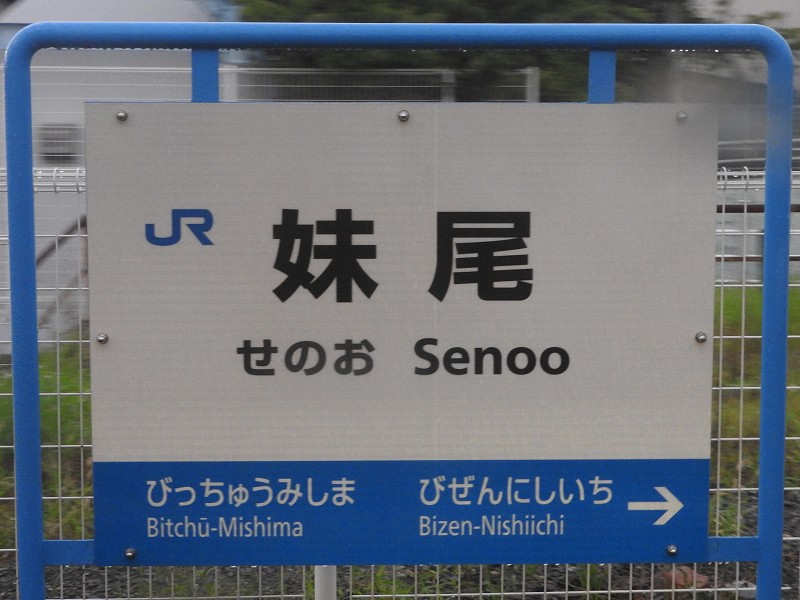 JR
妹尾
せのお Senoo
びっちゅうみしま びぜんにしいち →
Bitchū-Mishima Bizen-Nishiichi